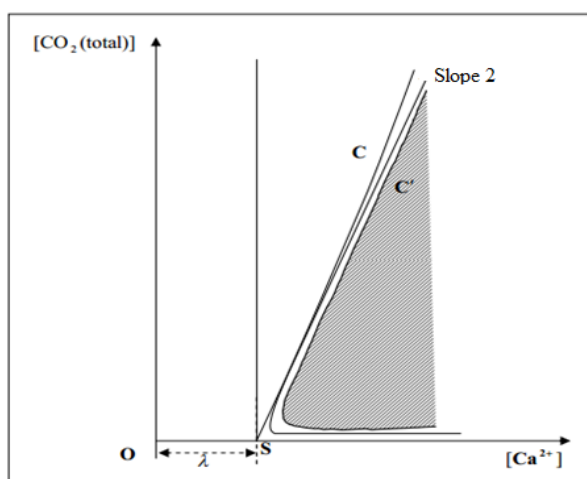 [CO₂ (total)]
Slope 2
C
C'
O
λ
S
[Ca²⁺]